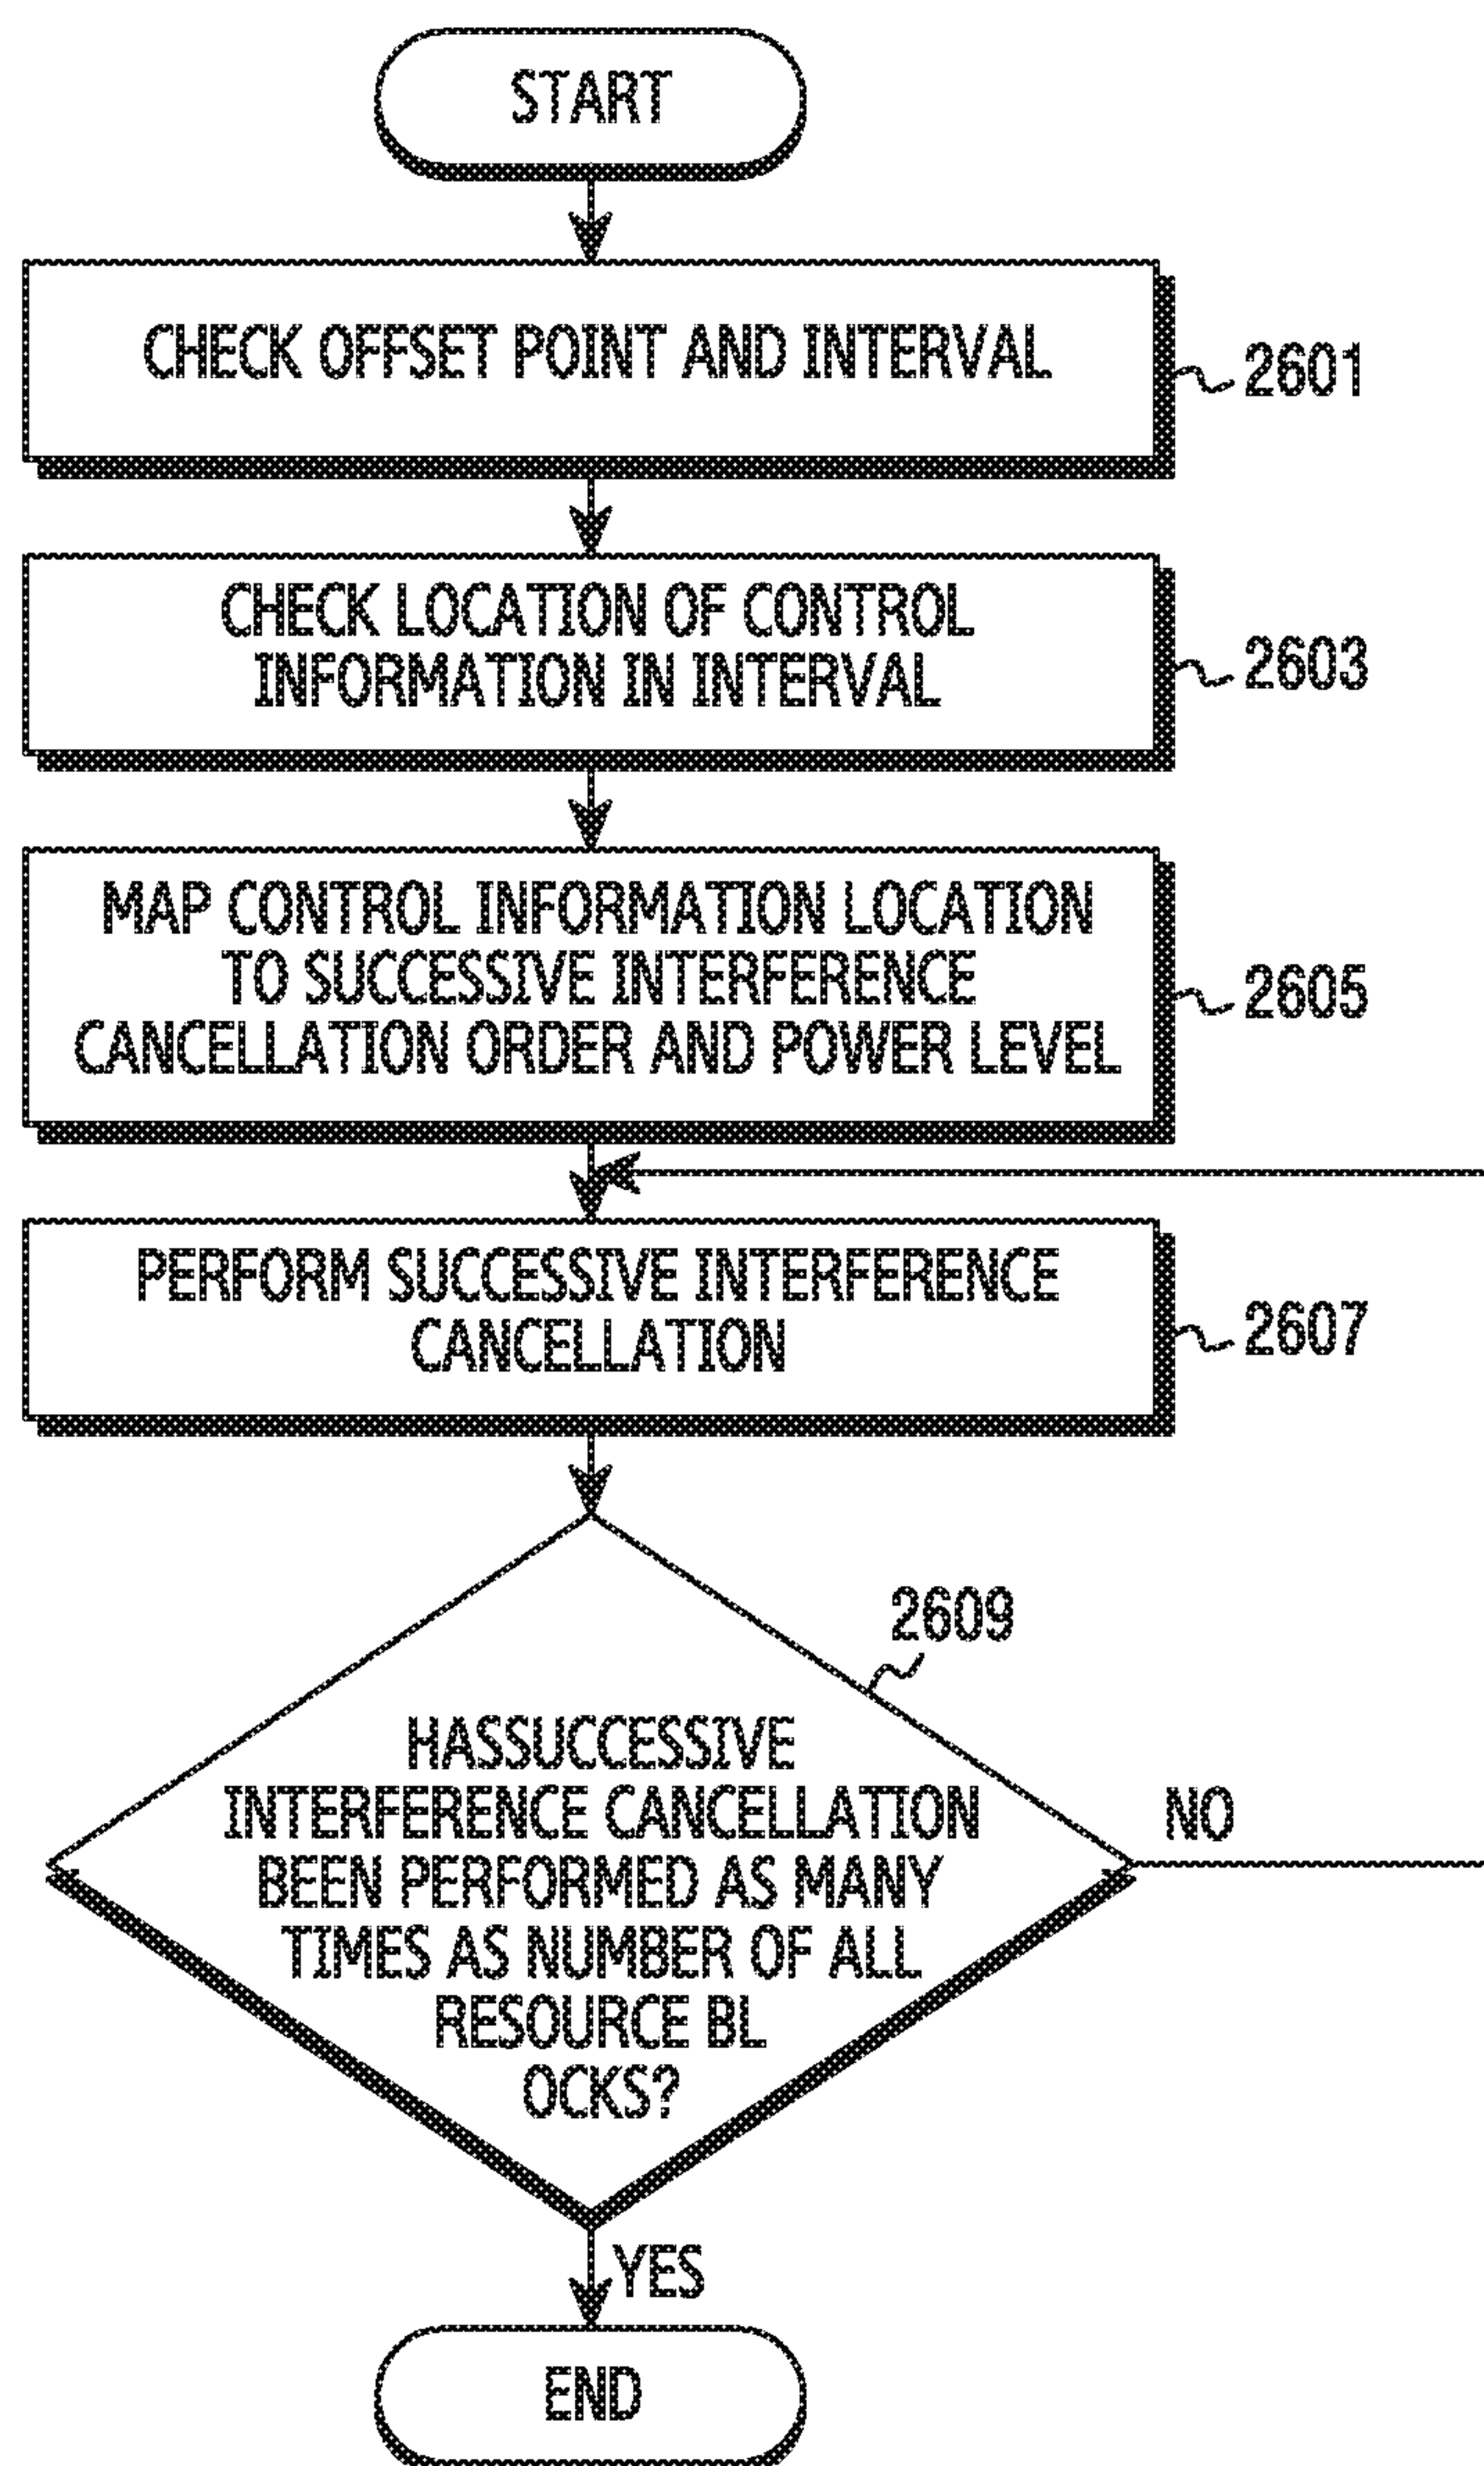 START
CHECK OFFSET POINT AND INTERVAL
2601
CHECK LOCATION OF CONTROL
INFORMATION IN INTERVAL
2603
MAP CONTROL INFORMATION LOCATION
TO SUCCESSIVE INTERFERENCE
CANCELLATION ORDER AND POWER LEVEL
2605
PERFORM SUCCESSIVE INTERFERENCE
CANCELLATION
2607
2609
HASSUCCESSIVE
INTERFERENCE CANCELLATION
BEEN PERFORMED AS MANY
TIMES AS NUMBER OF ALL
RESOURCE BL
OCKS?
NO
YES
END